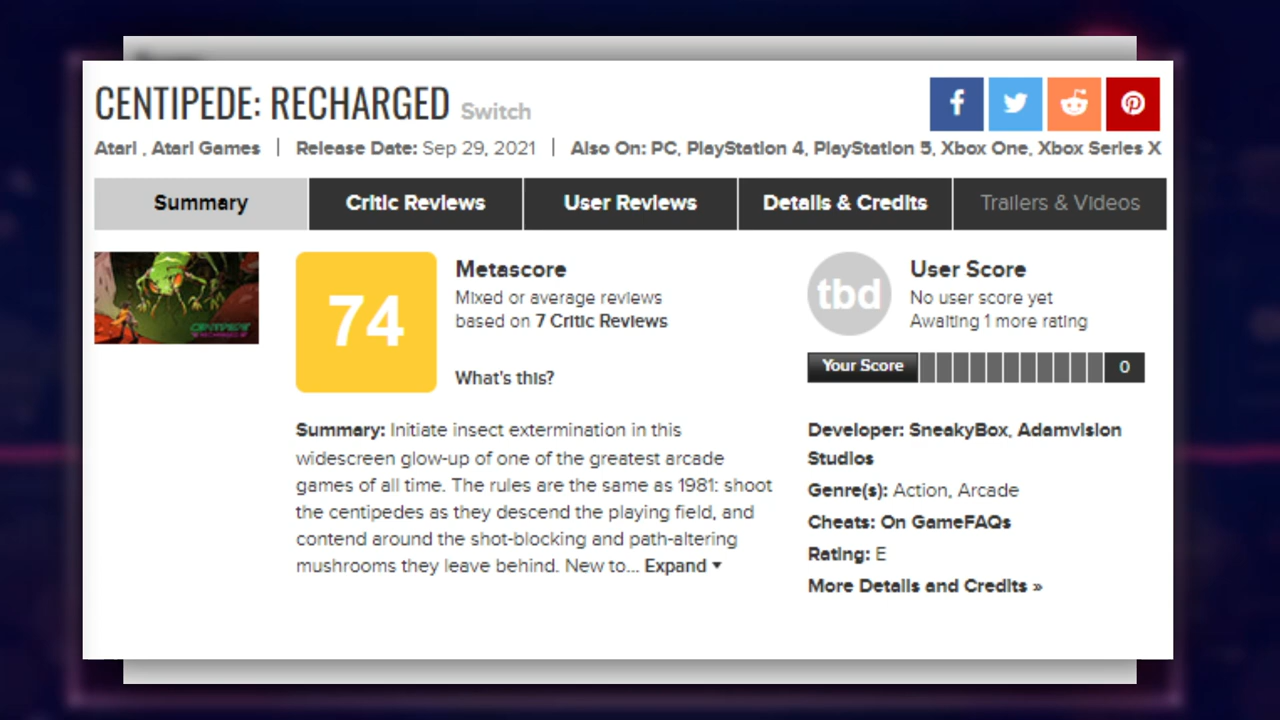 CENTIPEDE: RECHARGED Switch
Atari , Atari Games | Release Date: Sep 29, 2021 | Also On: PC, PlayStation 4, PlayStation 5, Xbox One, Xbox Series X
Summary Critic Reviews User Reviews Details & Credits Trailers & Videos
CENTIPEDE
RECHARGED
74
Metascore
Mixed or average reviews
based on 7 Critic Reviews
What's this?
tbd
User Score
No user score yet
Awaiting 1 more rating
Your Score 0
Summary: Initiate insect extermination in this
widescreen glow-up of one of the greatest arcade
games of all time. The rules are the same as 1981: shoot
the centipedes as they descend the playing field, and
contend around the shot-blocking and path-altering
mushrooms they leave behind. New to... Expand
Developer: SneakyBox, Adamvision
Studios
Genre(s): Action, Arcade
Cheats: On GameFAQs
Rating: E
More Details and Credits »